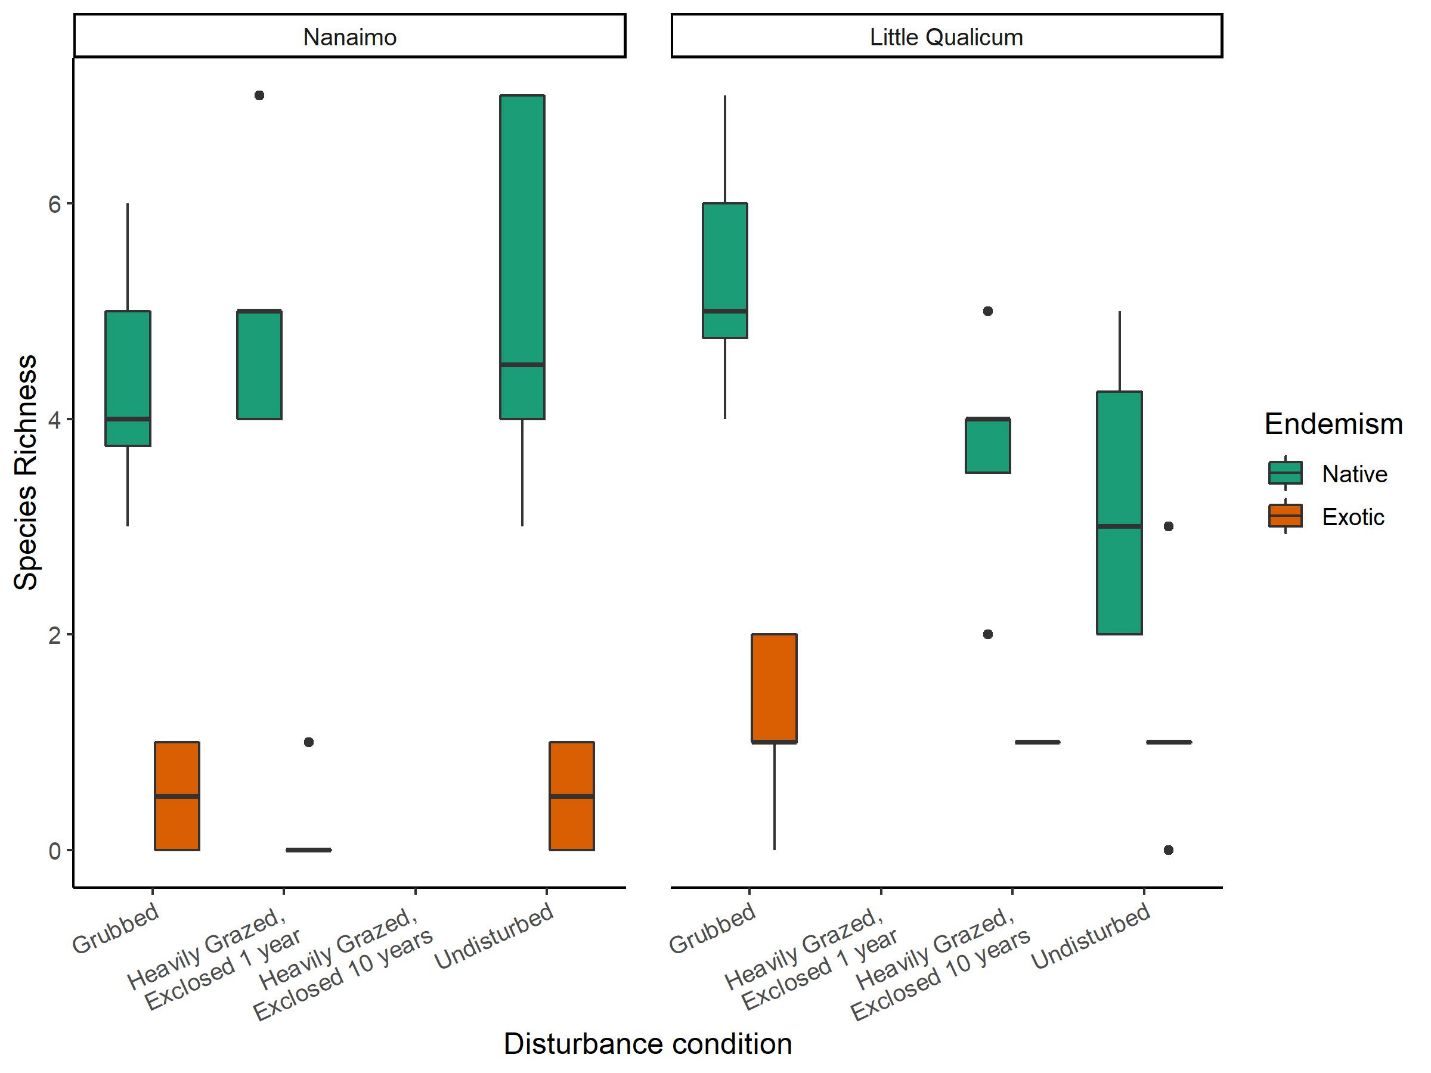 Nanaimo
Little Qualicum
Species Richness
6
4
2
0
Grubbed
Heavily Grazed,
Exclosed 1 year
Heavily Grazed,
Exclosed 10 years
Undisturbed
Grubbed
Heavily Grazed,
Exclosed 1 year
Heavily Grazed,
Exclosed 10 years
Undisturbed
Disturbance condition
Endemism
Native
Exotic